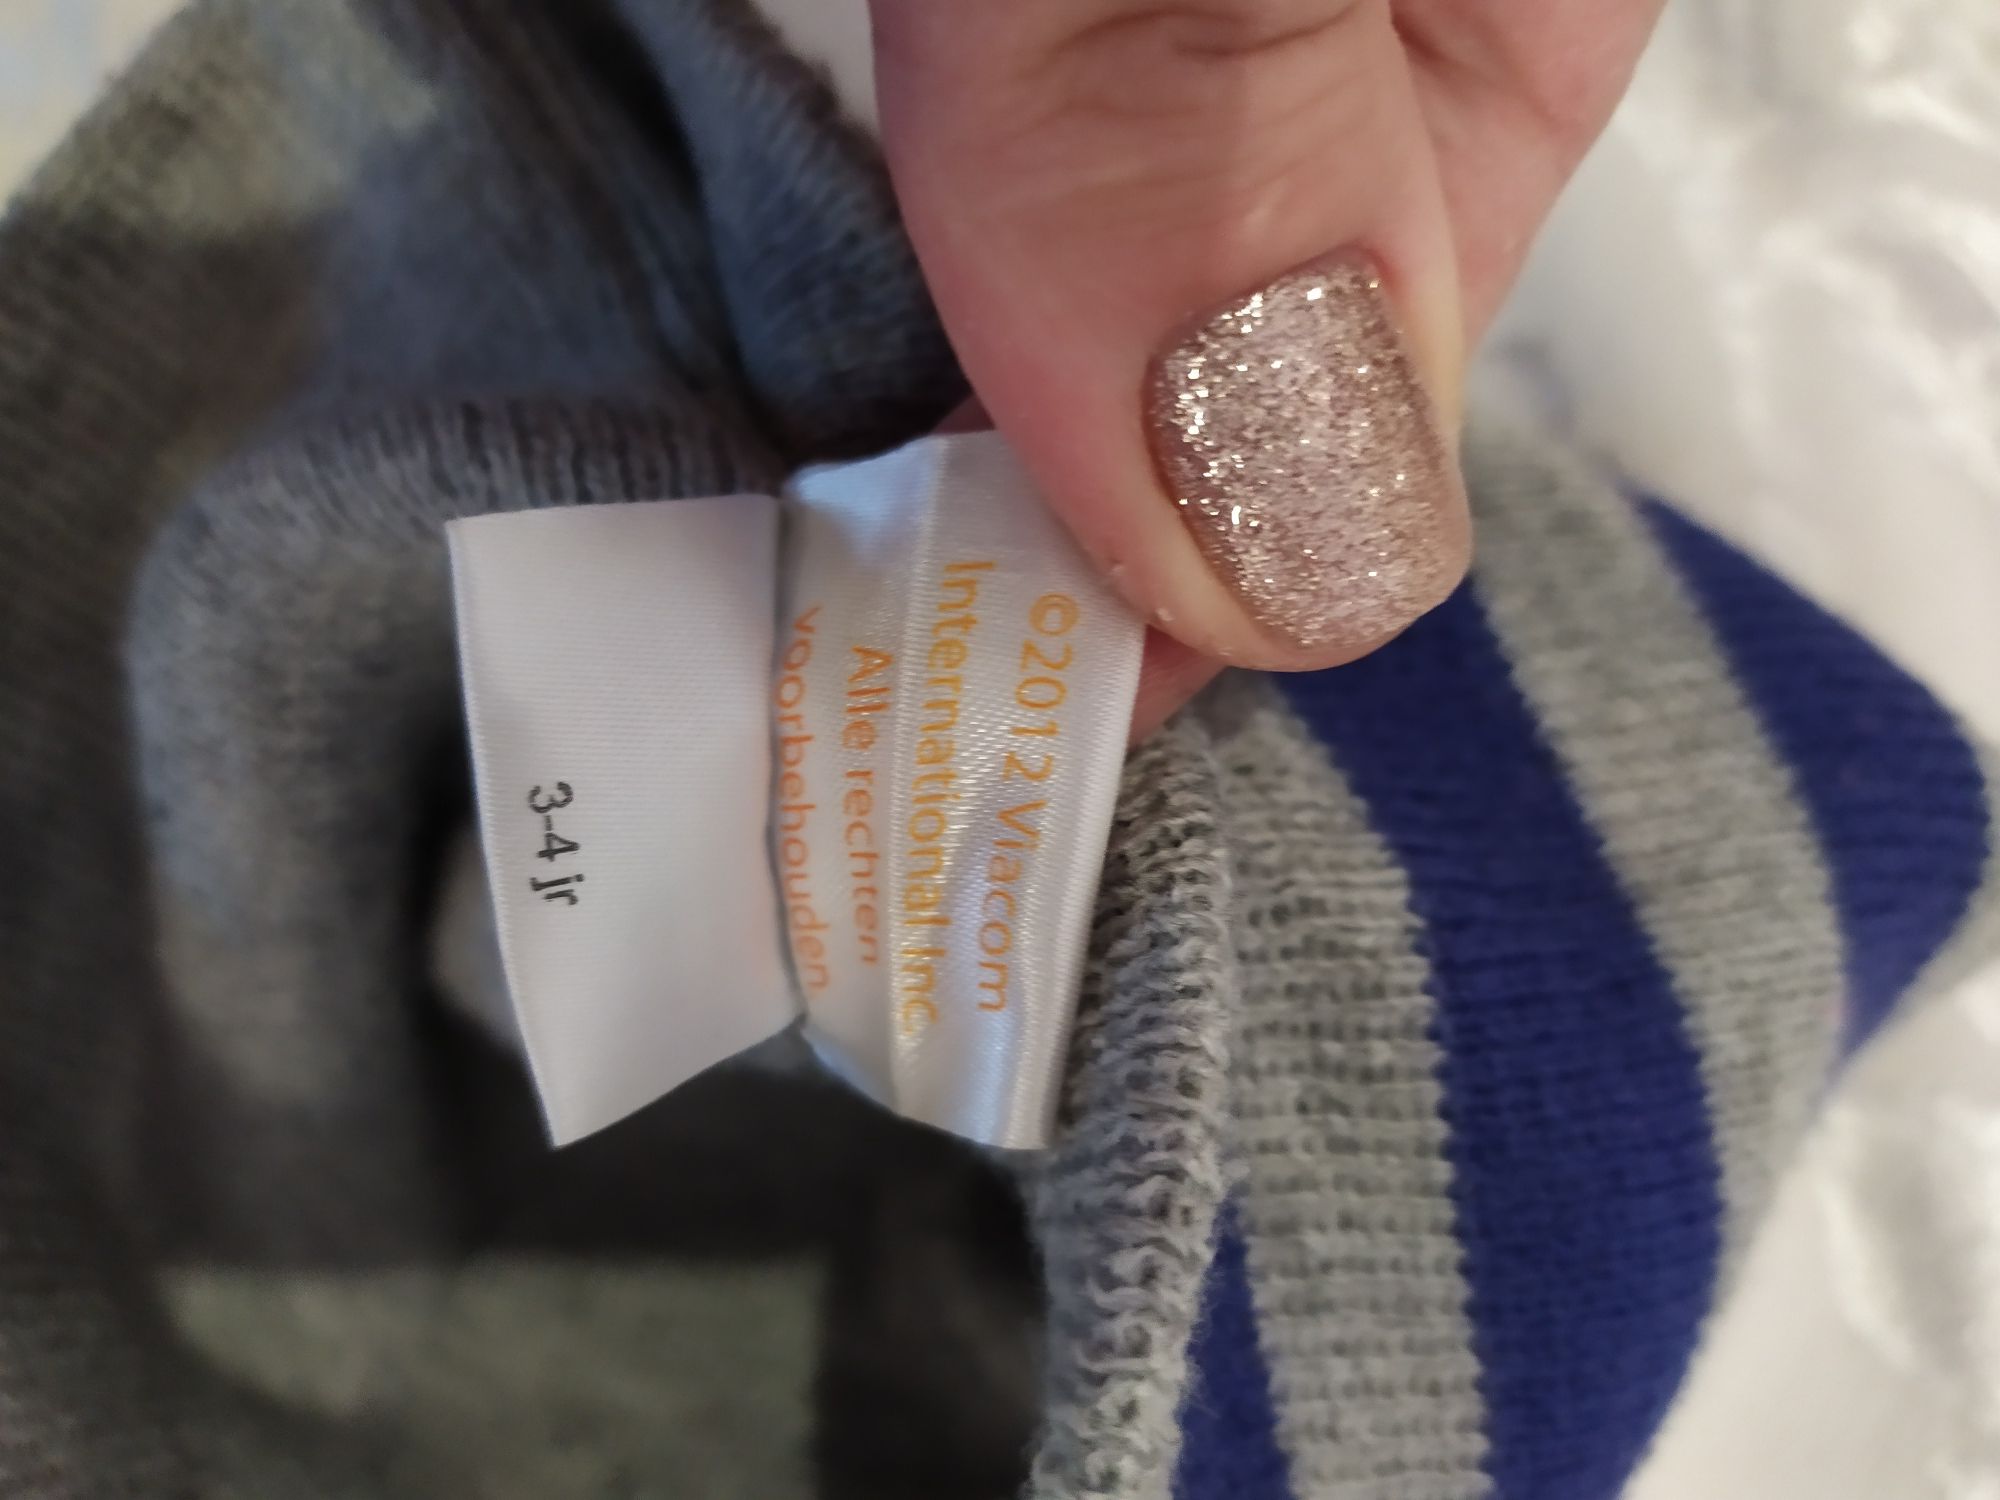 ©2012 Viacom
International Inc.
Alle rechten
voorbehouden.
3-4 jr